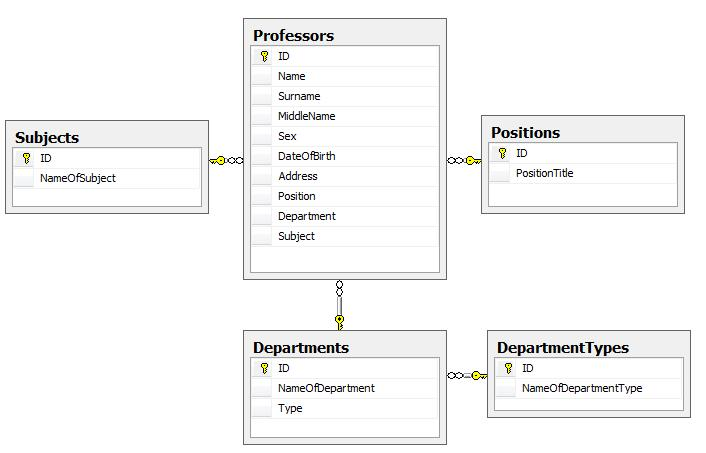 Professors
ID
Name
Surname
MiddleName
Sex
DateOfBirth
Address
Position
Department
Subject
Subjects
ID
NameOfSubject
Positions
ID
PositionTitle
Departments
ID
NameOfDepartment
Type
DepartmentTypes
ID
NameOfDepartmentType